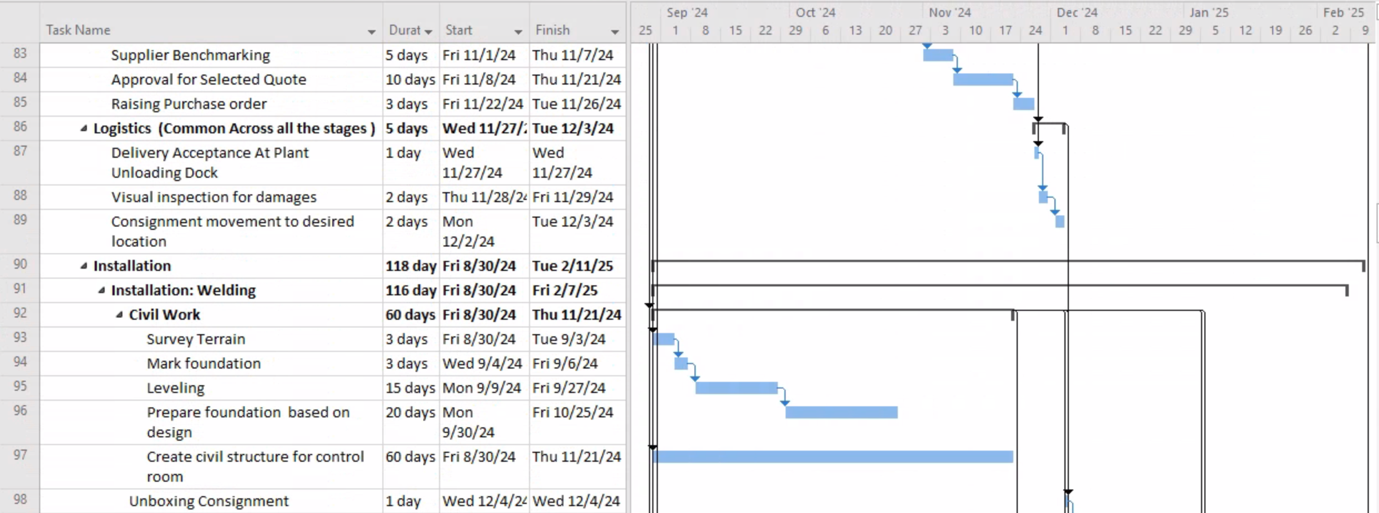 Sep '24 Oct '24 Nov '24 Dec '24 Jan '25 Feb '25
Task Name Durat Start Finish 25 1 8 15 22 29 6 13 20 27 3 10 17 24 1 8 15 22 29 5 12 19 26 2 9
83 Supplier Benchmarking 5 days Fri 11/1/24 Thu 11/7/24
84 Approval for Selected Quote 10 days Fri 11/8/24 Thu 11/21/24
85 Raising Purchase order 3 days Fri 11/22/24 Tue 11/26/24
86 Logistics (Common Across all the stages ) 5 days Wed 11/27/2 Tue 12/3/24
87 Delivery Acceptance At Plant 1 day Wed Wed
Unloading Dock 11/27/24 11/27/24
88 Visual inspection for damages 2 days Thu 11/28/24 Fri 11/29/24
89 Consignment movement to desired 2 days Mon Tue 12/3/24
location 12/2/24
90 Installation 118 day Fri 8/30/24 Tue 2/11/25
91 Installation: Welding 116 day Fri 8/30/24 Fri 2/7/25
92 Civil Work 60 days Fri 8/30/24 Thu 11/21/24
93 Survey Terrain 3 days Fri 8/30/24 Tue 9/3/24
94 Mark foundation 3 days Wed 9/4/24 Fri 9/6/24
95 Leveling 15 days Mon 9/9/24 Fri 9/27/24
96 Prepare foundation based on 20 days Mon Fri 10/25/24
design 9/30/24
97 Create civil structure for control 60 days Fri 8/30/24 Thu 11/21/24
room
98 Unboxing Consignment 1 day Wed 12/4/24 Wed 12/4/24